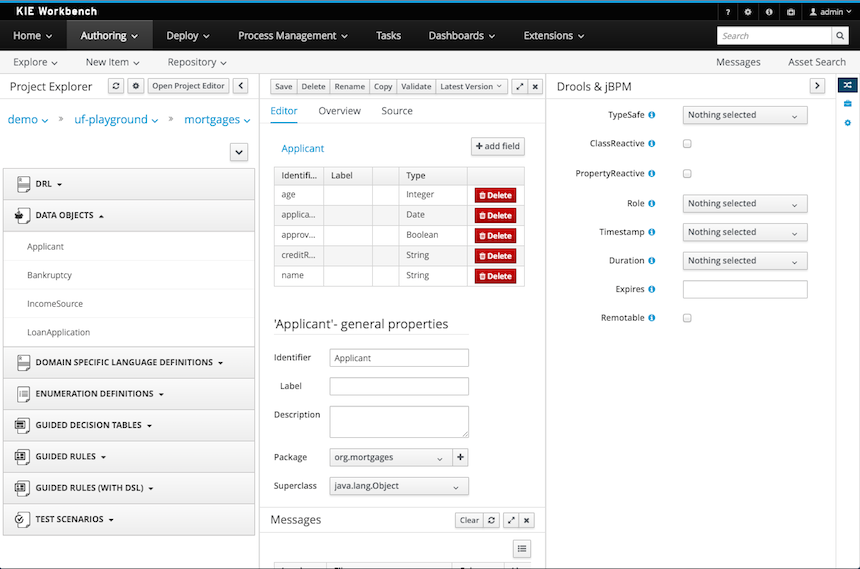 KIE Workbench
? admin
Home Authoring Deploy Process Management Tasks Dashboards Extensions Search
Explore New Item Repository Messages Asset Search
Project Explorer Open Project Editor
demo » uf-playground » mortgages
DRL
DATA OBJECTS
Applicant
Bankruptcy
IncomeSource
LoanApplication
DOMAIN SPECIFIC LANGUAGE DEFINITIONS
ENUMERATION DEFINITIONS
GUIDED DECISION TABLES
GUIDED RULES
GUIDED RULES (WITH DSL)
TEST SCENARIOS
Save Delete Rename Copy Validate Latest Version
Editor Overview Source
Applicant + add field
Identifi... Label Type
age Integer Delete
applica... Date Delete
approv... Boolean Delete
creditR... String Delete
name String Delete
'Applicant'- general properties
Identifier Applicant
Label
Description
Package org.mortgages +
Superclass java.lang.Object
Messages Clear
Drools & jBPM
TypeSafe Nothing selected
ClassReactive
PropertyReactive
Role Nothing selected
Timestamp Nothing selected
Duration Nothing selected
Expires
Remotable